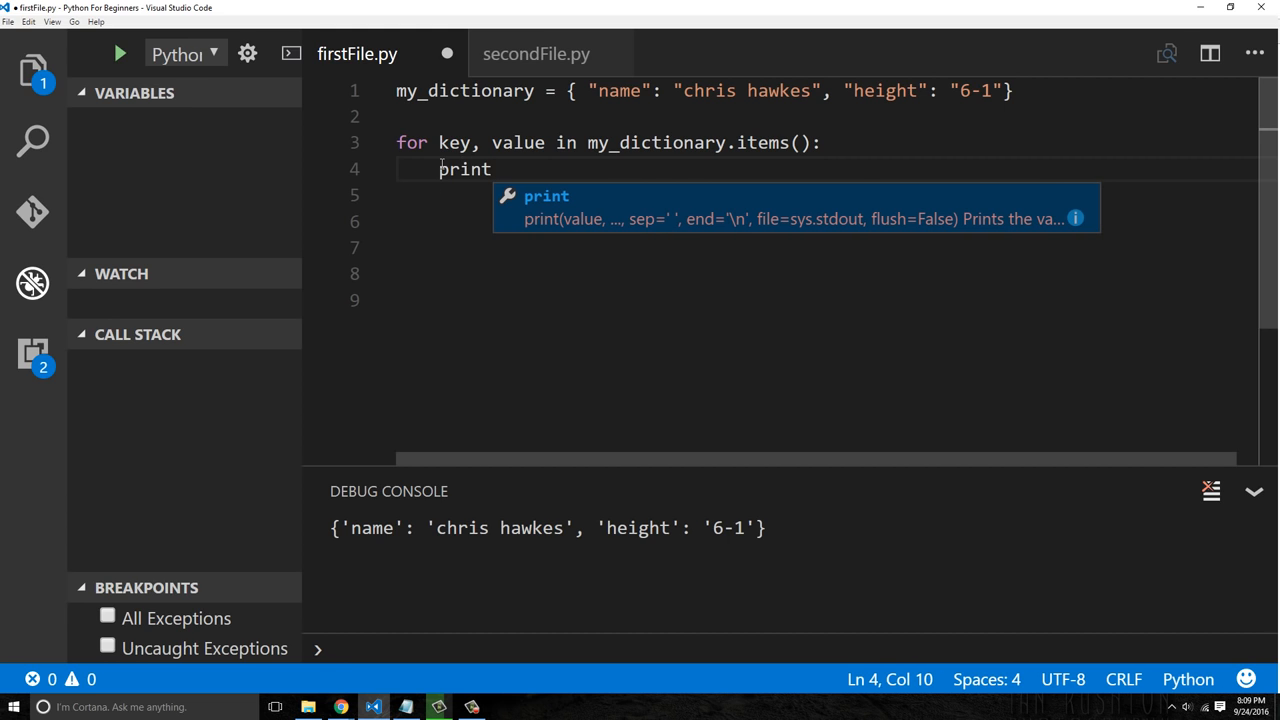 firstFile.py - Python For Beginners - Visual Studio Code
File Edit View Go Help
Python
firstFile.py
secondFile.py
1
VARIABLES
1 my_dictionary = { "name": "chris hawkes", "height": "6-1"}
2
3 for key, value in my_dictionary.items():
4 print
5 print
print(value, ..., sep=' ', end='\n', file=sys.stdout, flush=False) Prints the va...
6
7
8
9
WATCH
CALL STACK
2
DEBUG CONSOLE
{'name': 'chris hawkes', 'height': '6-1'}
BREAKPOINTS
All Exceptions
Uncaught Exceptions
0 0
Ln 4, Col 10 Spaces: 4 UTF-8 CRLF Python
I'm Cortana. Ask me anything.
8:09 PM
9/24/2016